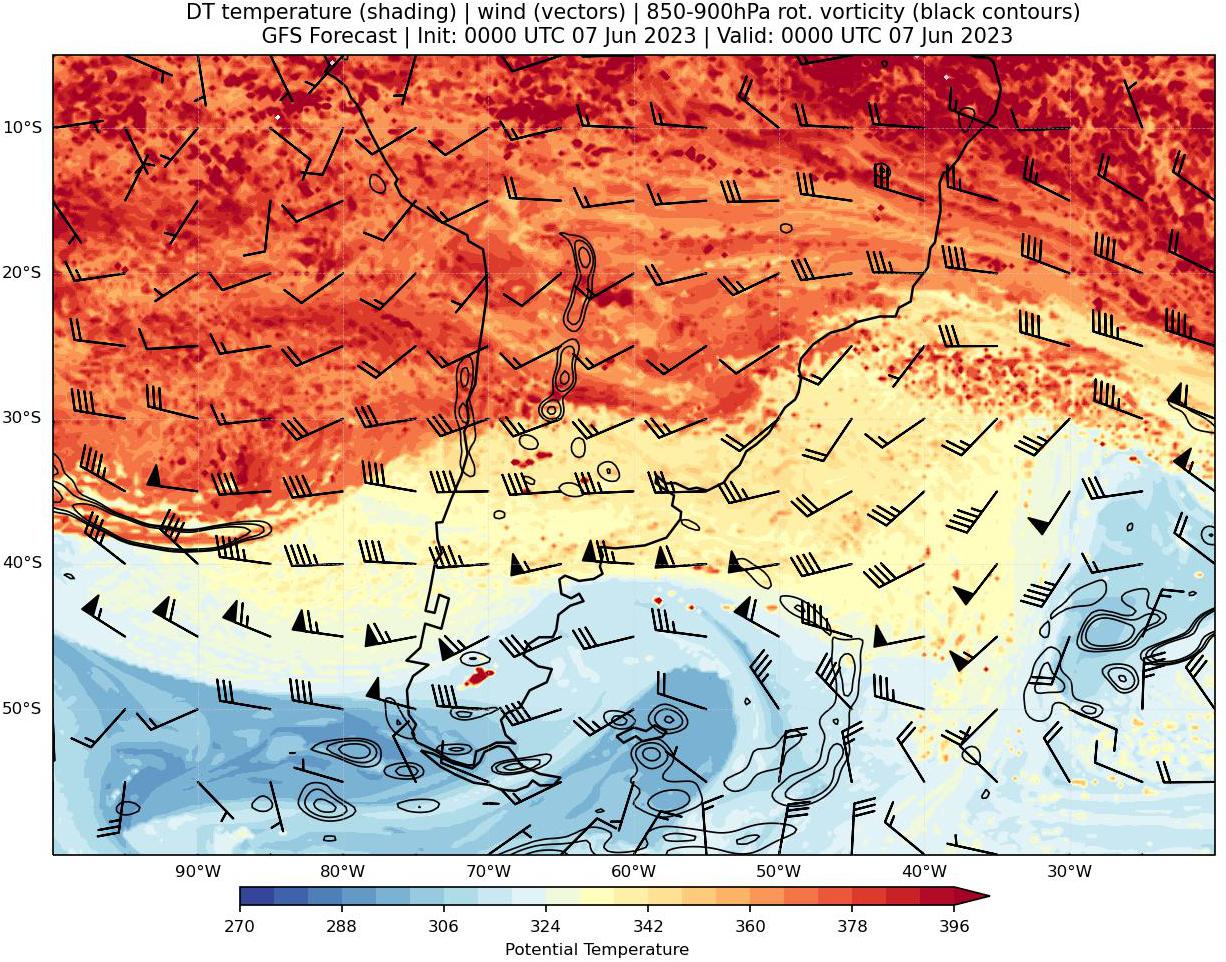 DT temperature (shading) | wind (vectors) | 850-900hPa rot. vorticity (black contours)
GFS Forecast | Init: 0000 UTC 07 Jun 2023 | Valid: 0000 UTC 07 Jun 2023
10°S
20°S
30°S
40°S
50°S
90°W 80°W 70°W 60°W 50°W 40°W 30°W
270 288 306 324 342 360 378 396
Potential Temperature